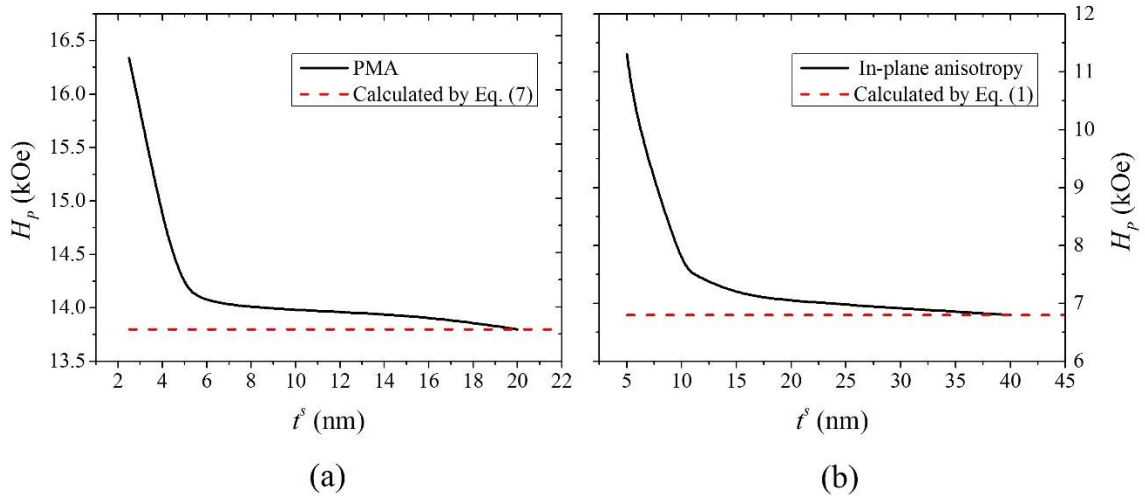 16.5
16.0
15.5
15.0
14.5
14.0
13.5
H_p (kOe)
PMA
Calculated by Eq. (7)
2 4 6 8 10 12 14 16 18 20 22
t^s (nm)
(a)
In-plane anisotropy
Calculated by Eq. (1)
12
11
10
9
8
7
6
H_p (kOe)
5 10 15 20 25 30 35 40 45
t^s (nm)
(b)